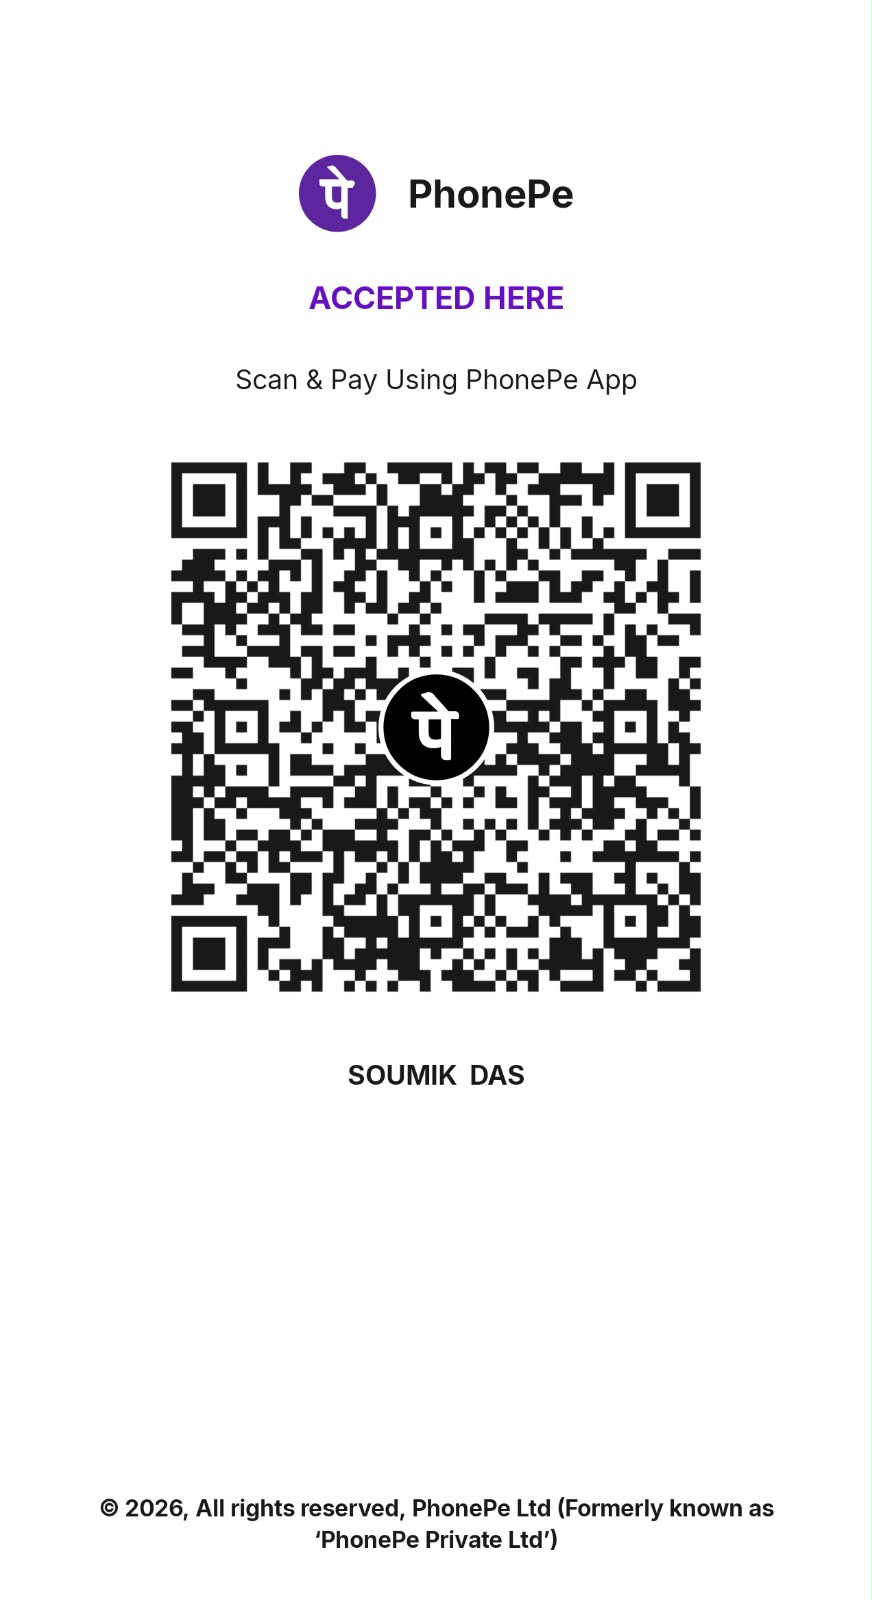 पे PhonePe
ACCEPTED HERE
Scan & Pay Using PhonePe App
पे
SOUMIK DAS
© 2026, All rights reserved, PhonePe Ltd (Formerly known as
‘PhonePe Private Ltd’)